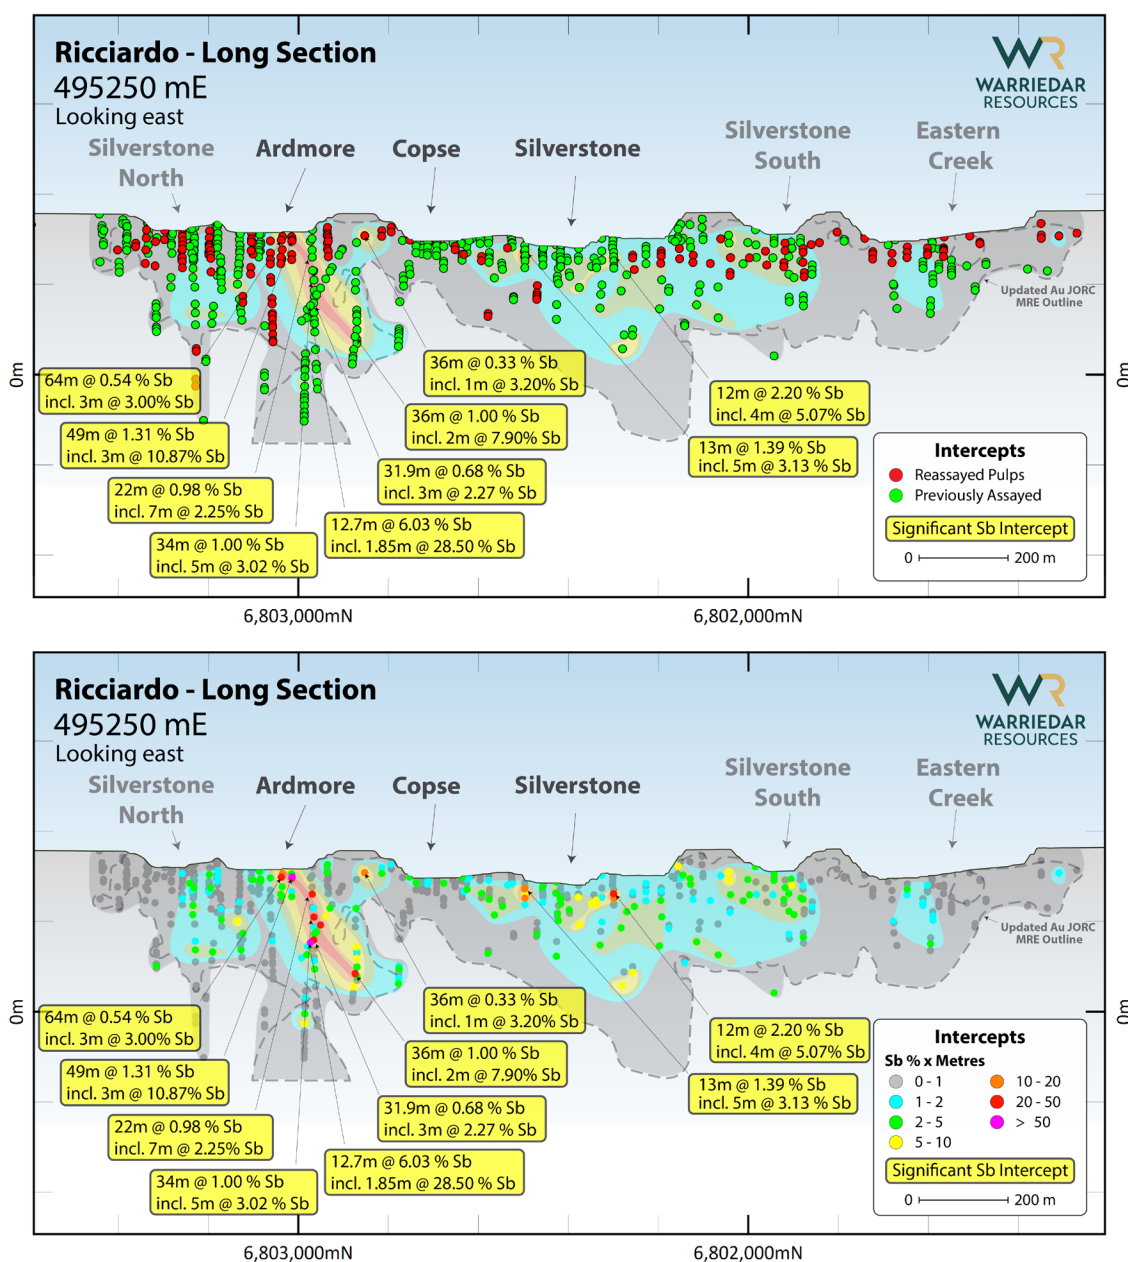 Ricciardo - Long Section
495250 mE
Looking east
WARRIEDAR
RESOURCES
Silverstone
North
Ardmore
Copse
Silverstone
Silverstone
South
Eastern
Creek
Updated Au JORC
MRE Outline
0m
0m
64m @ 0.54 % Sb
incl. 3m @ 3.00% Sb
49m @ 1.31 % Sb
incl. 3m @ 10.87% Sb
22m @ 0.98 % Sb
incl. 7m @ 2.25% Sb
34m @ 1.00 % Sb
incl. 5m @ 3.02 % Sb
36m @ 0.33 % Sb
incl. 1m @ 3.20% Sb
36m @ 1.00 % Sb
incl. 2m @ 7.90% Sb
31.9m @ 0.68 % Sb
incl. 3m @ 2.27 % Sb
12.7m @ 6.03 % Sb
incl. 1.85m @ 28.50 % Sb
12m @ 2.20 % Sb
incl. 4m @ 5.07% Sb
13m @ 1.39 % Sb
incl. 5m @ 3.13 % Sb
Intercepts
Reassayed Pulps
Previously Assayed
Significant Sb Intercept
0 200 m
6,803,000mN
6,802,000mN
Ricciardo - Long Section
495250 mE
Looking east
WARRIEDAR
RESOURCES
Silverstone
North
Ardmore
Copse
Silverstone
Silverstone
South
Eastern
Creek
Updated Au JORC
MRE Outline
0m
0m
64m @ 0.54 % Sb
incl. 3m @ 3.00% Sb
49m @ 1.31 % Sb
incl. 3m @ 10.87% Sb
22m @ 0.98 % Sb
incl. 7m @ 2.25% Sb
34m @ 1.00 % Sb
incl. 5m @ 3.02 % Sb
36m @ 0.33 % Sb
incl. 1m @ 3.20% Sb
36m @ 1.00 % Sb
incl. 2m @ 7.90% Sb
31.9m @ 0.68 % Sb
incl. 3m @ 2.27 % Sb
12.7m @ 6.03 % Sb
incl. 1.85m @ 28.50 % Sb
12m @ 2.20 % Sb
incl. 4m @ 5.07% Sb
13m @ 1.39 % Sb
incl. 5m @ 3.13 % Sb
Intercepts
Sb % x Metres
0 - 1
1 - 2
2 - 5
5 - 10
10 - 20
20 - 50
> 50
Significant Sb Intercept
0 200 m
6,803,000mN
6,802,000mN